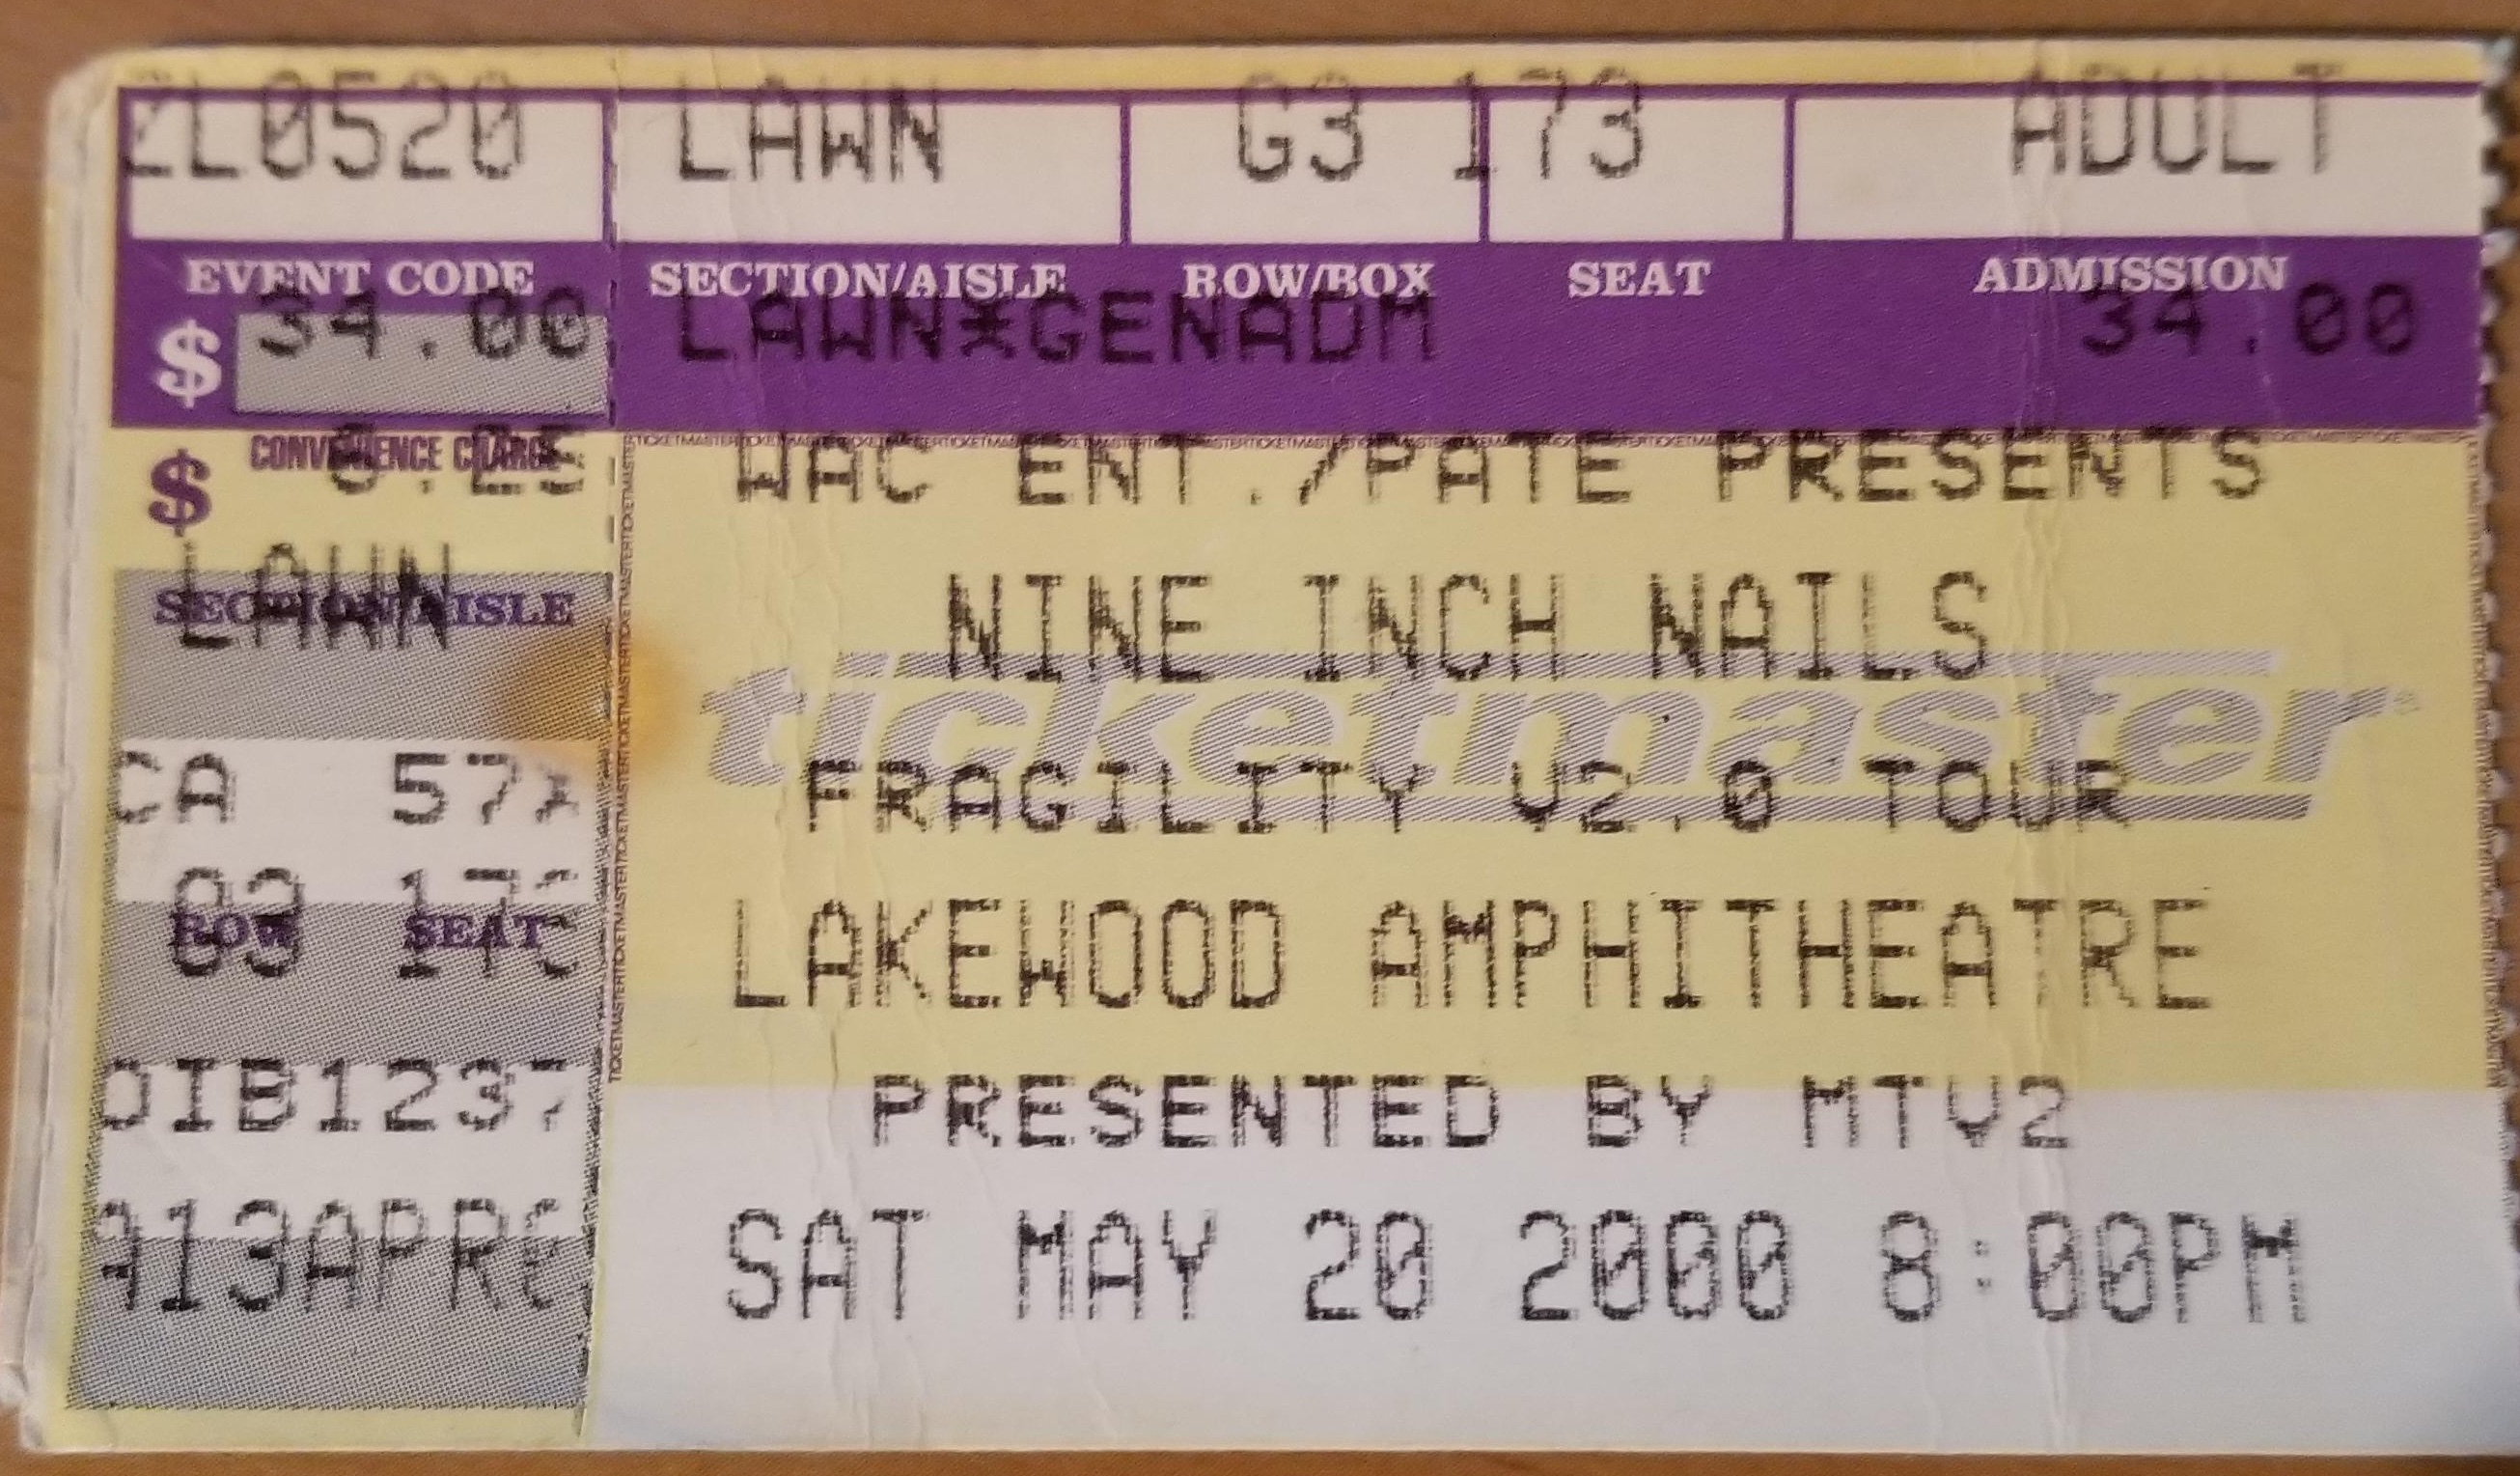 ZL0520 LAWN G3 173 ADULT
EVENT CODE SECTION/AISLE ROW/BOX SEAT ADMISSION
$ 34.00 LAWN*GENADM 34.00
CONVENIENCE CHARGE
$ WAC ENT./PATE PRESENTS
LAWN
SECTION/AISLE
NINE INCH NAILS
ticketmaster
CA 57X FRAGILITY V2.0 TOUR
ROW SEAT
LAKEWOOD AMPHITHEATRE
PRESENTED BY MTV2
SAT MAY 20 2000 8:00PM